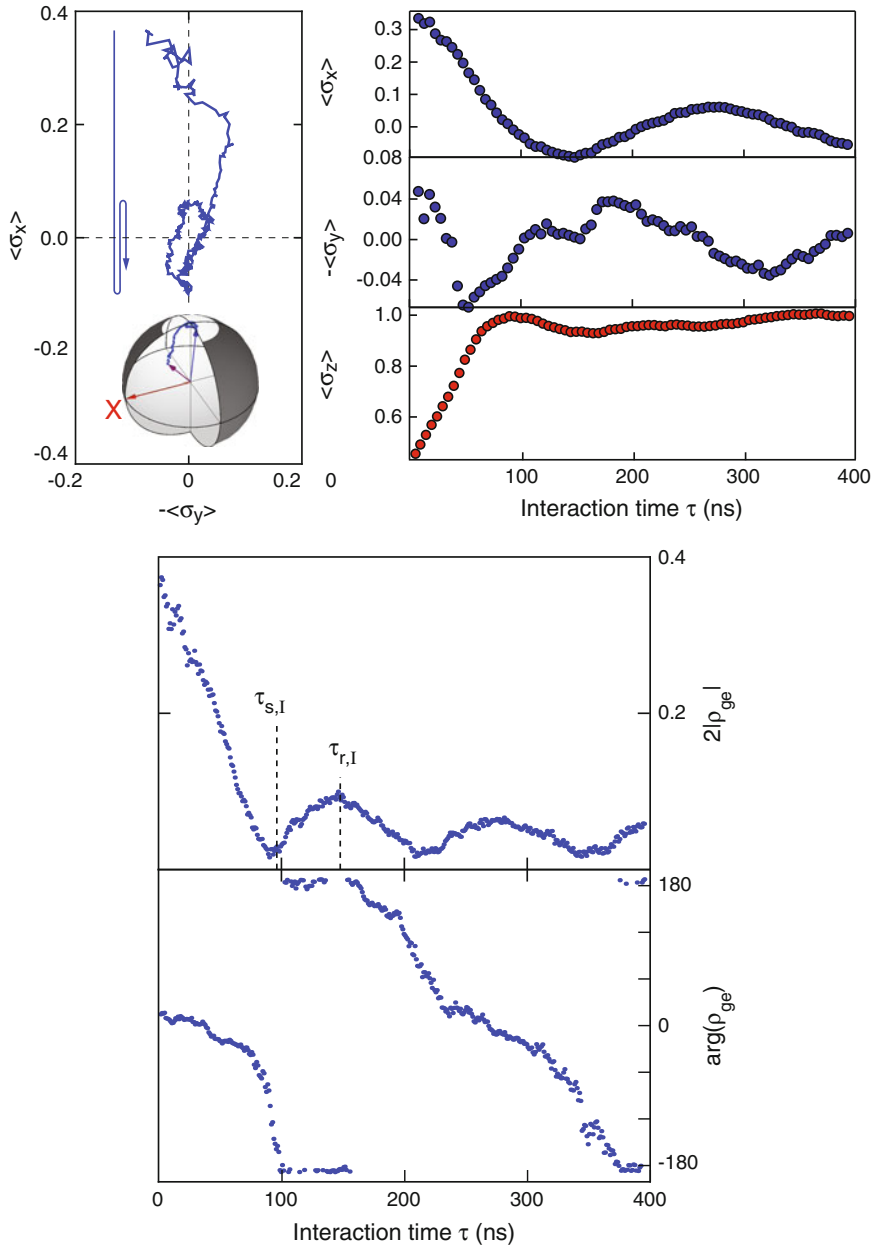 0.4
0.2
0.0
-0.2
-0.4
<σx>
-0.2
0
0.2
-<σy>
X
0.3
0.2
0.1
0.0
<σx>
0.08
0.00
-0.04
-<σy>
1.0
0.8
0.6
<σz>
0
100
200
300
400
Interaction time τ (ns)
0.4
0.2
2|ρge|
τs,I
τr,I
180
0
-180
arg(ρge)
0
100
200
300
400
Interaction time τ (ns)